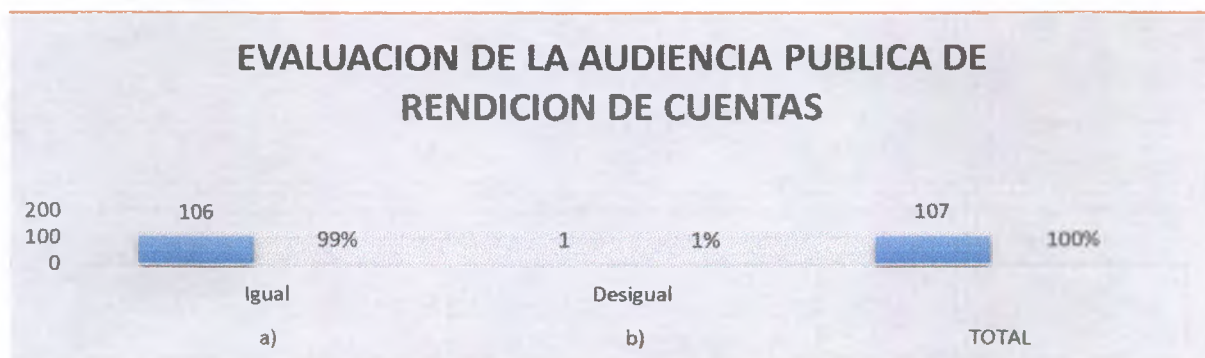 EVALUACION DE LA AUDIENCIA PUBLICA DE
RENDICION DE CUENTAS
200
100
0
106
99%
1
1%
107
100%
Igual
Desigual
a)
b)
TOTAL